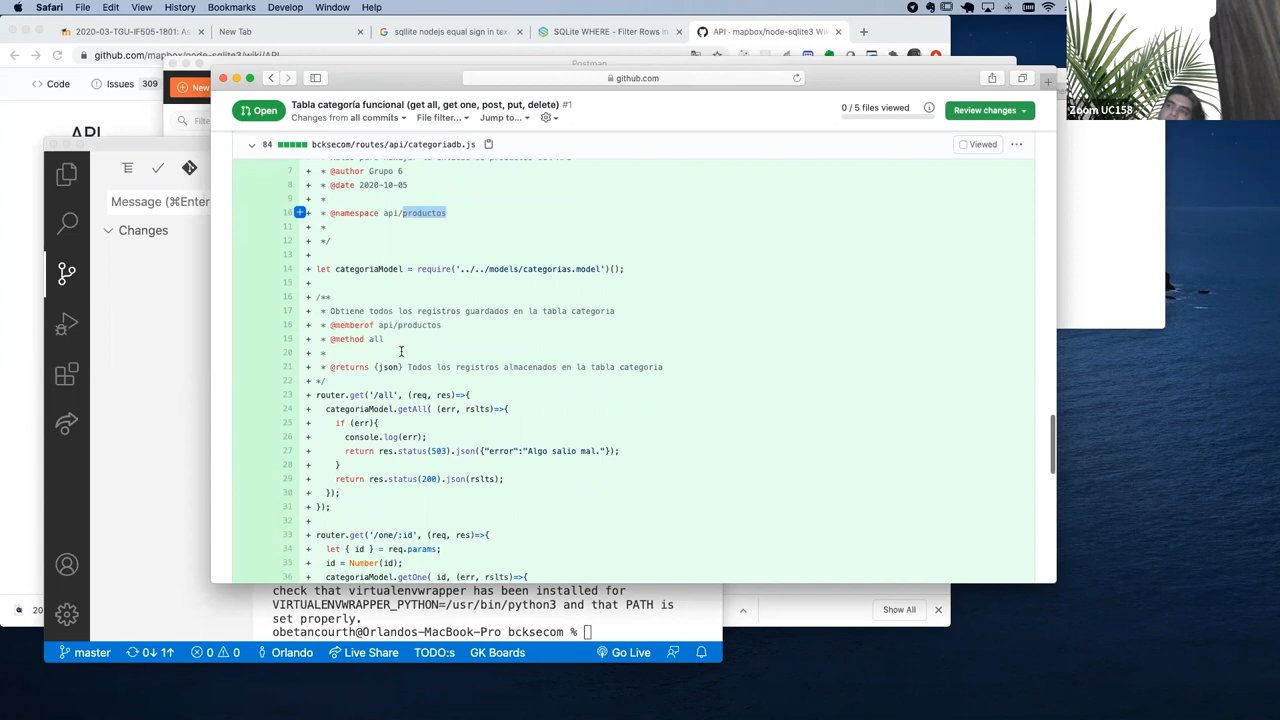 Safari File Edit View History Bookmarks Develop Window Help
2020-03-TGU-IF505-1801: As
New Tab
sqllite nodejs equal sign in tex
SQLite WHERE - Filter Rows in
API · mapbox/node-sqlite3 Wi
github.com/mapbox/node-sqlite3/wiki/API
Postman
Code
Issues 309
New
Filter
API
github.com
Open
Tabla categoría funcional (get all, get one, post, put, delete) #1
Changes from all commits
File filter...
Jump to...
0 / 5 files viewed
Review changes
84 bcksecom/routes/api/categoriadb.js
Viewed
7 + * @author Grupo 6
8 + * @date 2020-10-05
9 + *
10 + * @namespace api/productos
11 + *
12 + */
13 +
14 + let categoriaModel = require('../../models/categorias.model')();
15 +
16 + /**
17 + * Obtiene todos los registros guardados en la tabla categoria
18 + * @memberof api/productos
19 + * @method all
20 + *
21 + * @returns {json} Todos los registros almacenados en la tabla categoria
22 + */
23 + router.get('/all', (req, res)=>{
24 + categoriaModel.getAll( (err, rslts)=>{
25 + if (err){
26 + console.log(err);
27 + return res.status(503).json({"error":"Algo salio mal."});
28 + }
29 + return res.status(200).json(rslts);
30 + });
31 + });
32 +
33 + router.get('/one/:id', (req, res)=>{
34 + let { id } = req.params;
35 + id = Number(id);
36 + categoriaModel.getOne( id, (err, rslts)=>{
Message (⌘Enter
Changes
check that virtualenvwrapper has been installed for
VIRTUALENVWRAPPER_PYTHON=/usr/bin/python3 and that PATH is
set properly.
obetancourth@Orlandos-MacBook-Pro bcksecom %
20
Show All
master 0↓ 1↑ 0 0 Orlando Live Share TODO:s GK Boards Go Live
Zoom UC158